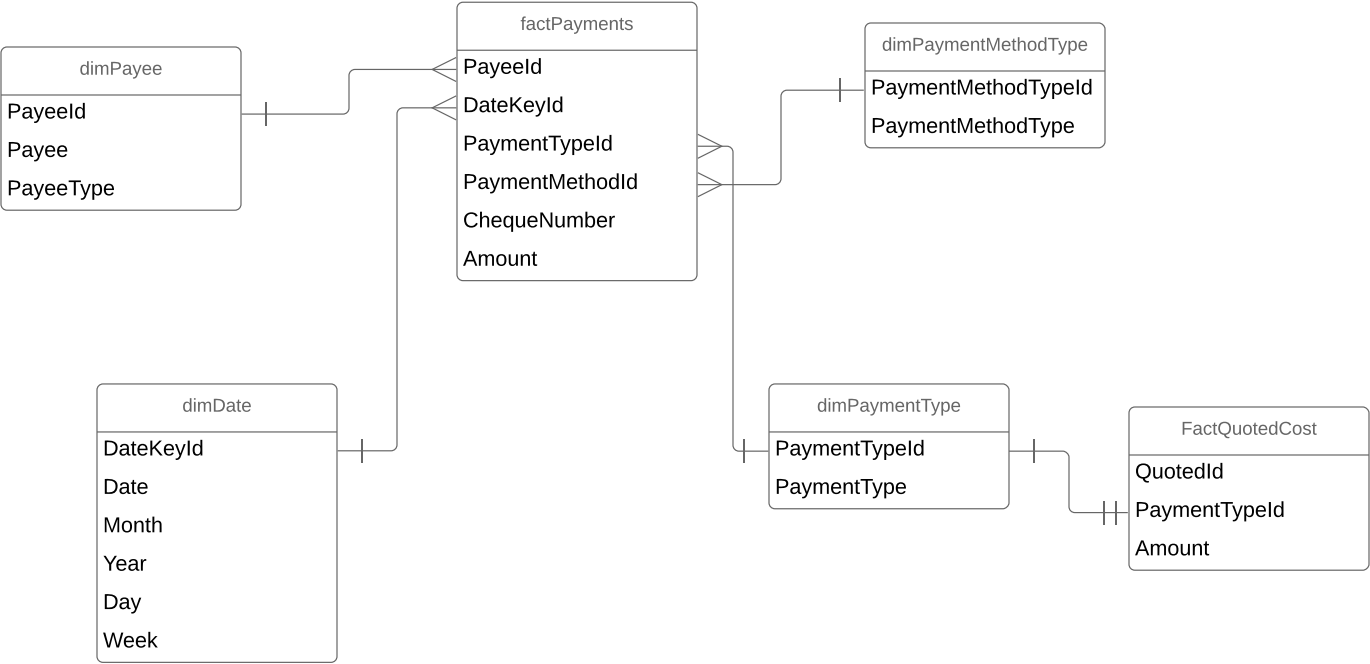 dimPayee
PayeeId
Payee
PayeeType
factPayments
PayeeId
DateKeyId
PaymentTypeId
PaymentMethodId
ChequeNumber
Amount
dimPaymentMethodType
PaymentMethodTypeId
PaymentMethodType
dimDate
DateKeyId
Date
Month
Year
Day
Week
dimPaymentType
PaymentTypeId
PaymentType
FactQuotedCost
QuotedId
PaymentTypeId
Amount